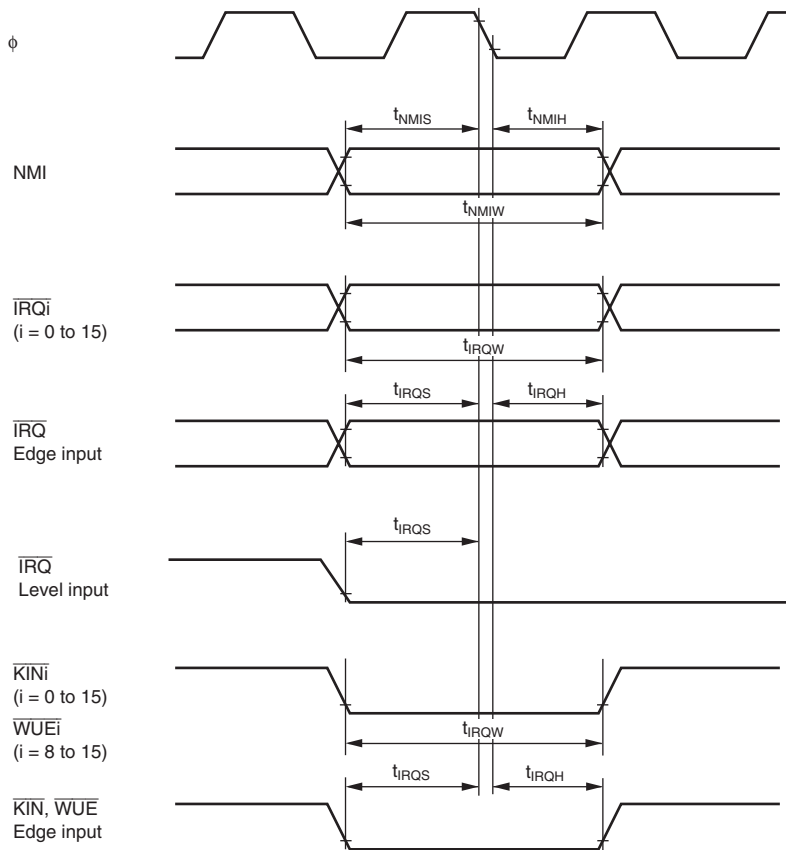 ϕ
tNMIS tNMIH
NMI
tNMIW
IRQi
(i = 0 to 15)
tIRQW
tIRQS tIRQH
IRQ
Edge input
tIRQS
IRQ
Level input
KINi
(i = 0 to 15)
WUEi
(i = 8 to 15)
tIRQW
tIRQS tIRQH
KIN, WUE
Edge input